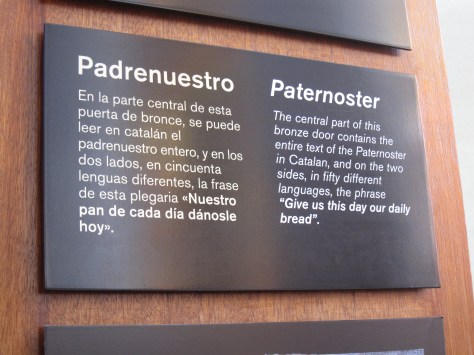 Padrenuestro
En la parte central de esta
puerta de bronce, se puede
leer en catalán el
padrenuestro entero, y en los
dos lados, en cincuenta
lenguas diferentes, la frase
de esta plegaria «Nuestro
pan de cada día dánosle
hoy».
Paternoster
The central part of this
bronze door contains the
entire text of the Paternoster
in Catalan, and on the two
sides, in fifty different
languages, the phrase
“Give us this day our daily
bread”.